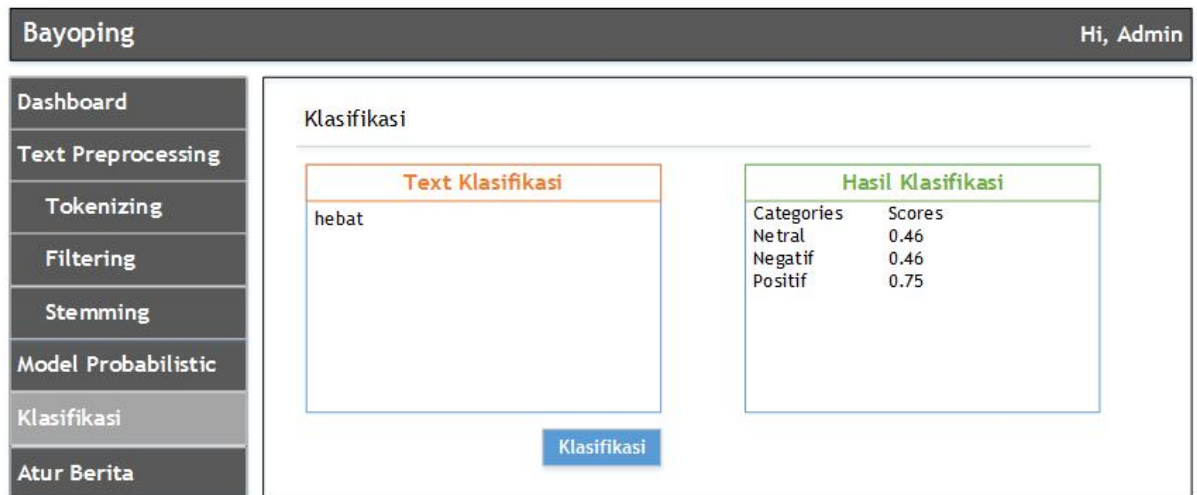 Bayoping
Hi, Admin
Dashboard
Text Preprocessing
Tokenizing
Filtering
Stemming
Model Probabilistic
Klasifikasi
Atur Berita
Klasifikasi
Text Klasifikasi
hebat
Klasifikasi
Hasil Klasifikasi
Categories Scores
Netral 0.46
Negatif 0.46
Positif 0.75